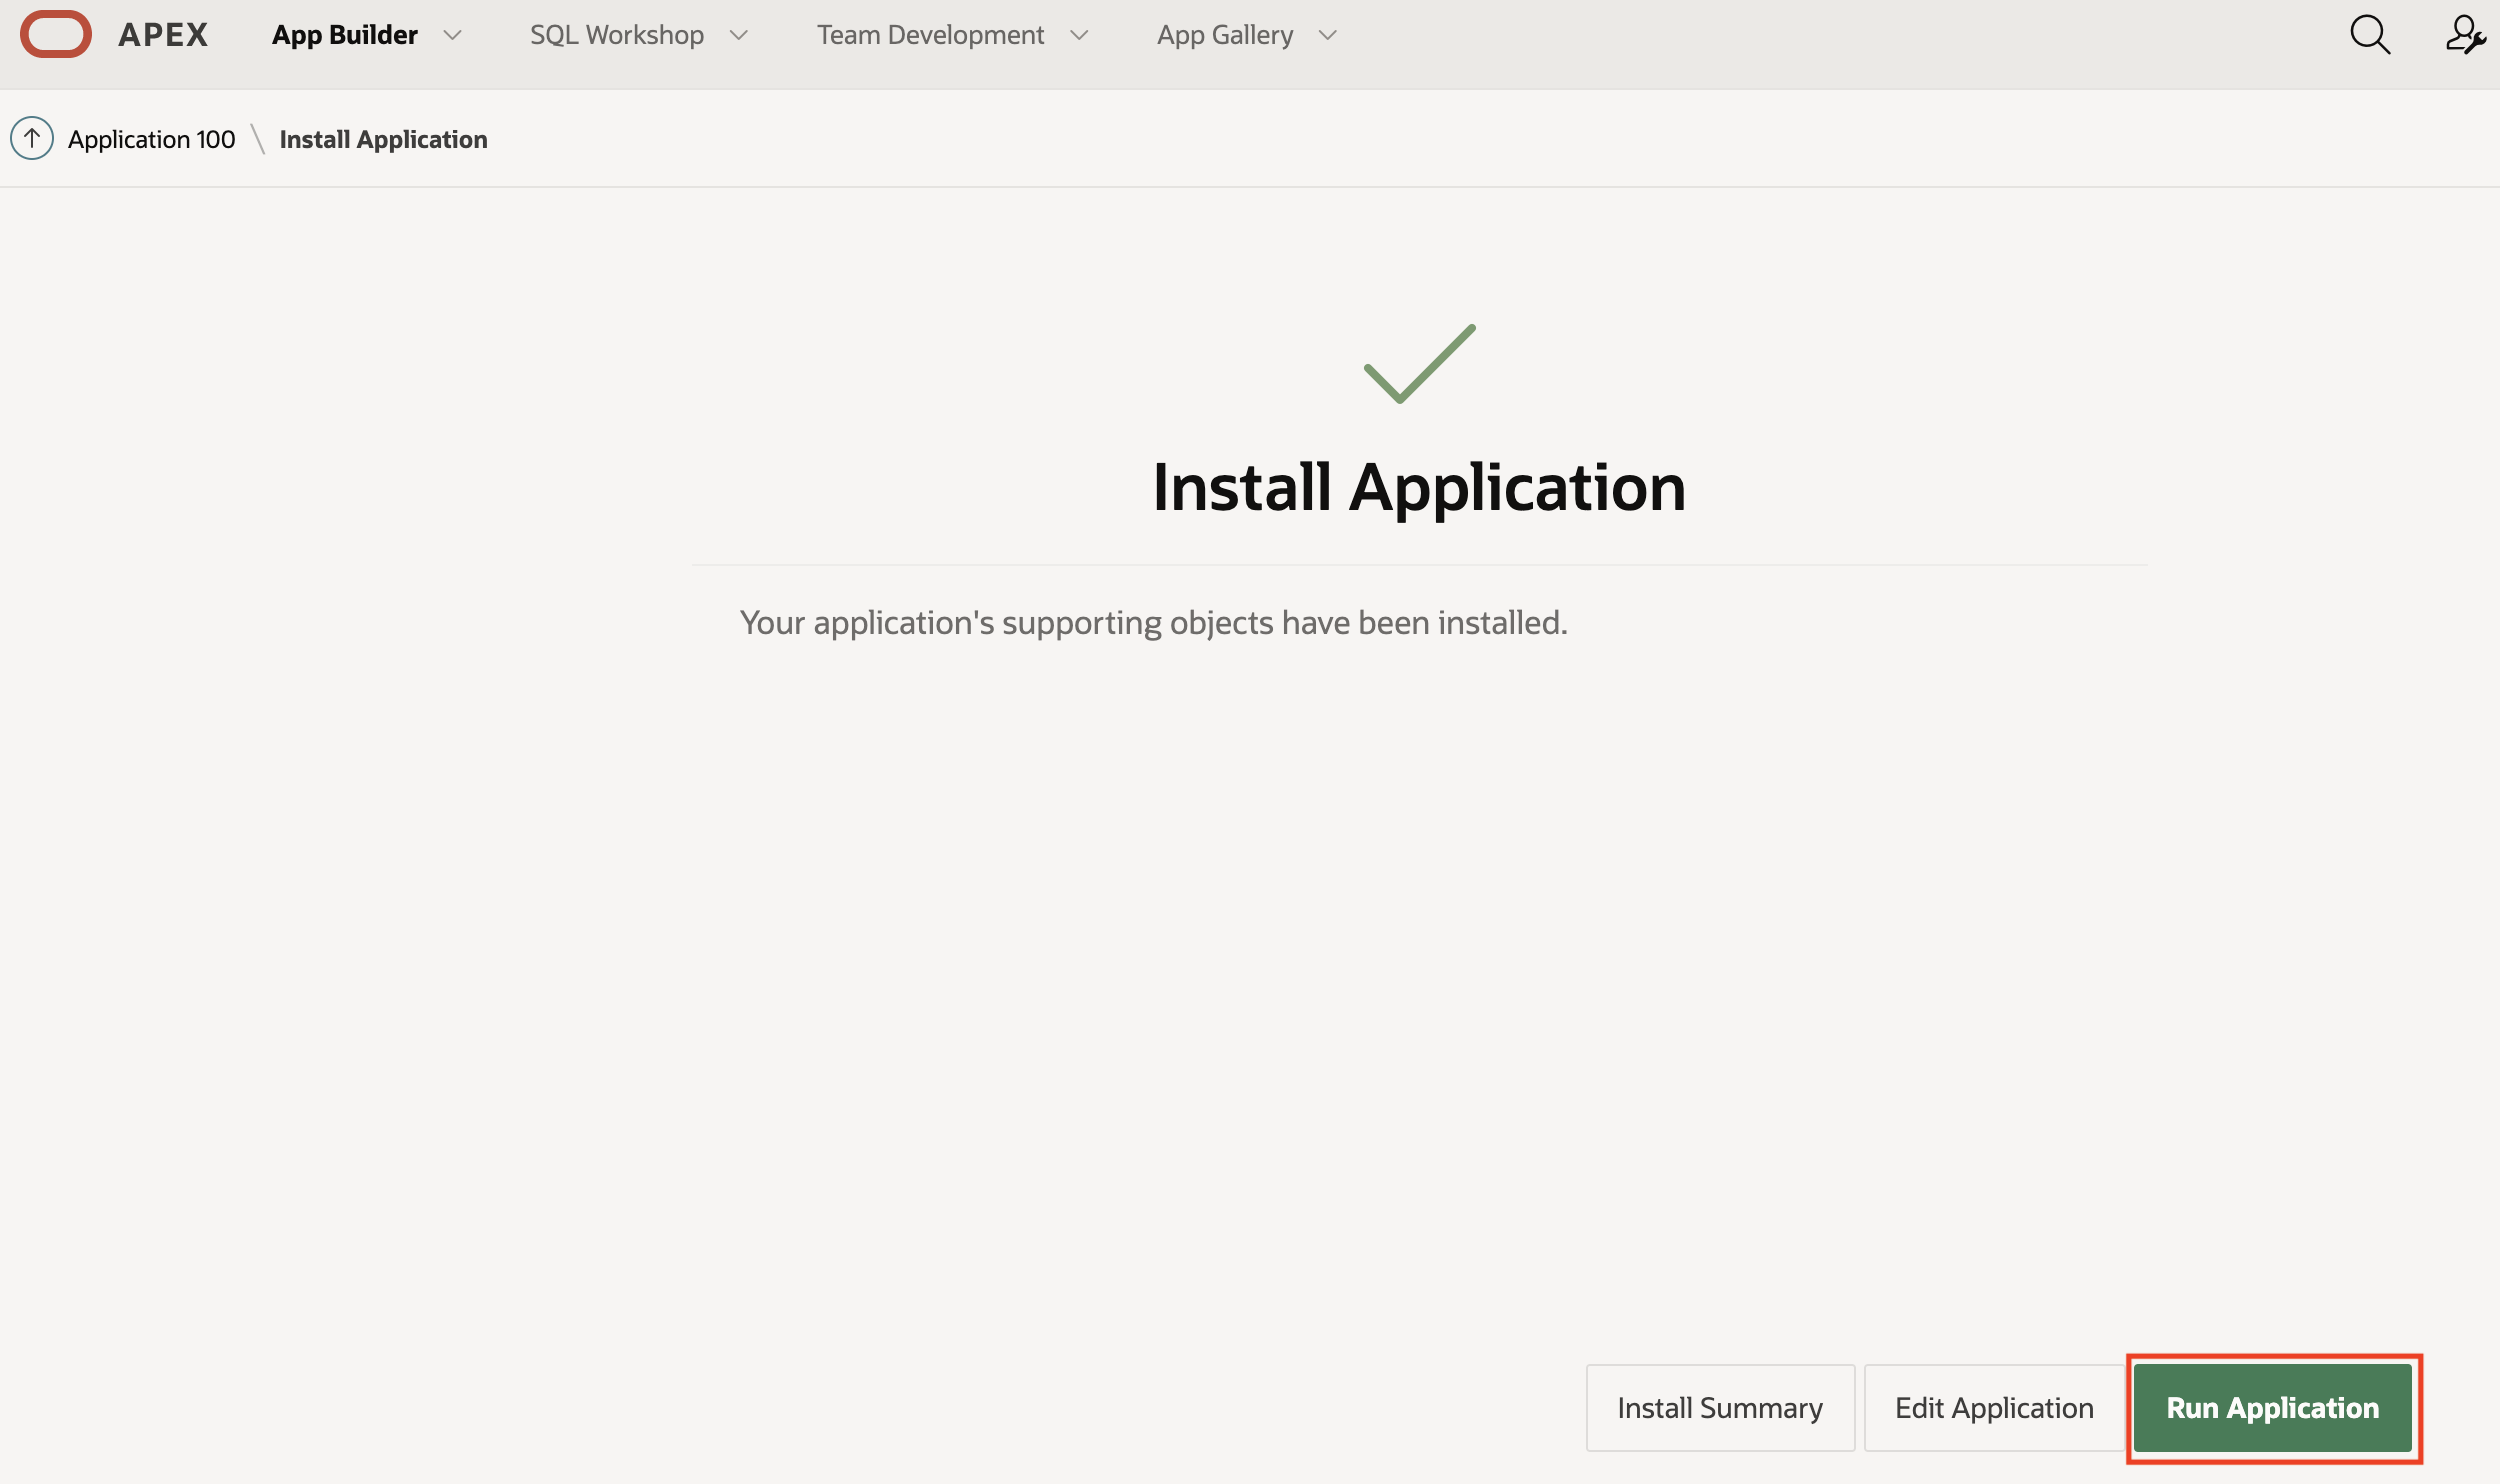 APEX App Builder SQL Workshop Team Development App Gallery
Application 100 \ Install Application
Install Application
Your application's supporting objects have been installed.
Install Summary Edit Application Run Application